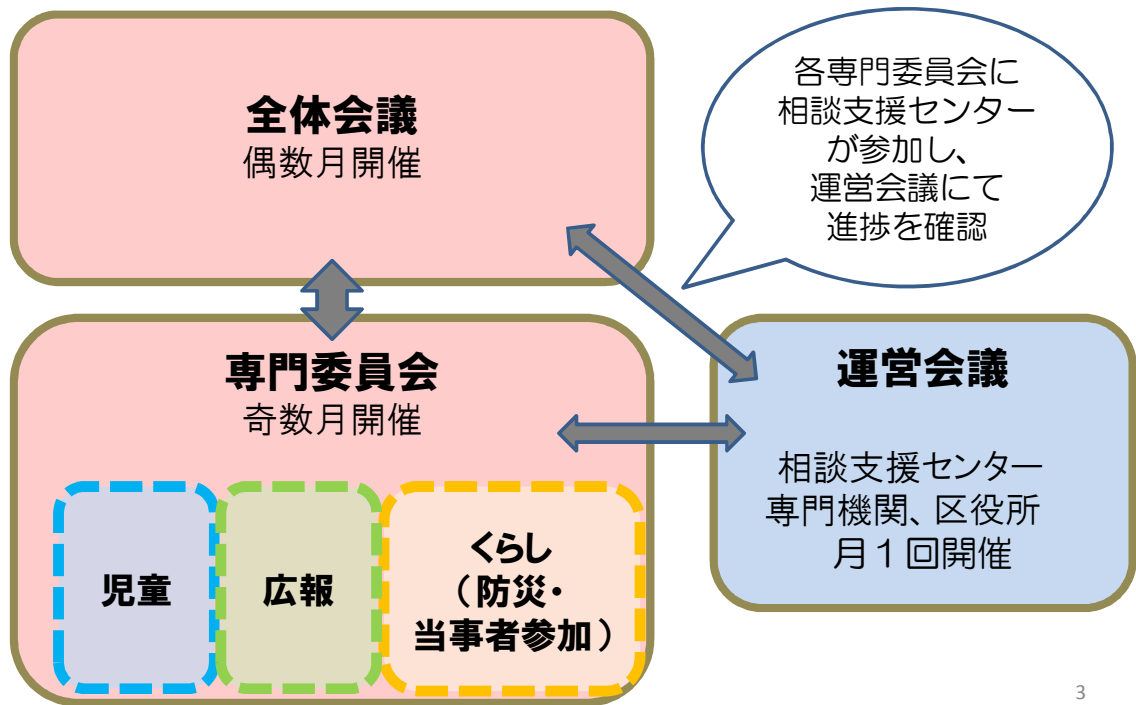 全体会議
偶数月開催
各専門委員会に
相談支援センター
が参加し、
運営会議にて
進捗を確認
専門委員会
奇数月開催
児童
広報
くらし
（防災・
当事者参加）
運営会議
相談支援センター
専門機関、区役所
月１回開催
3